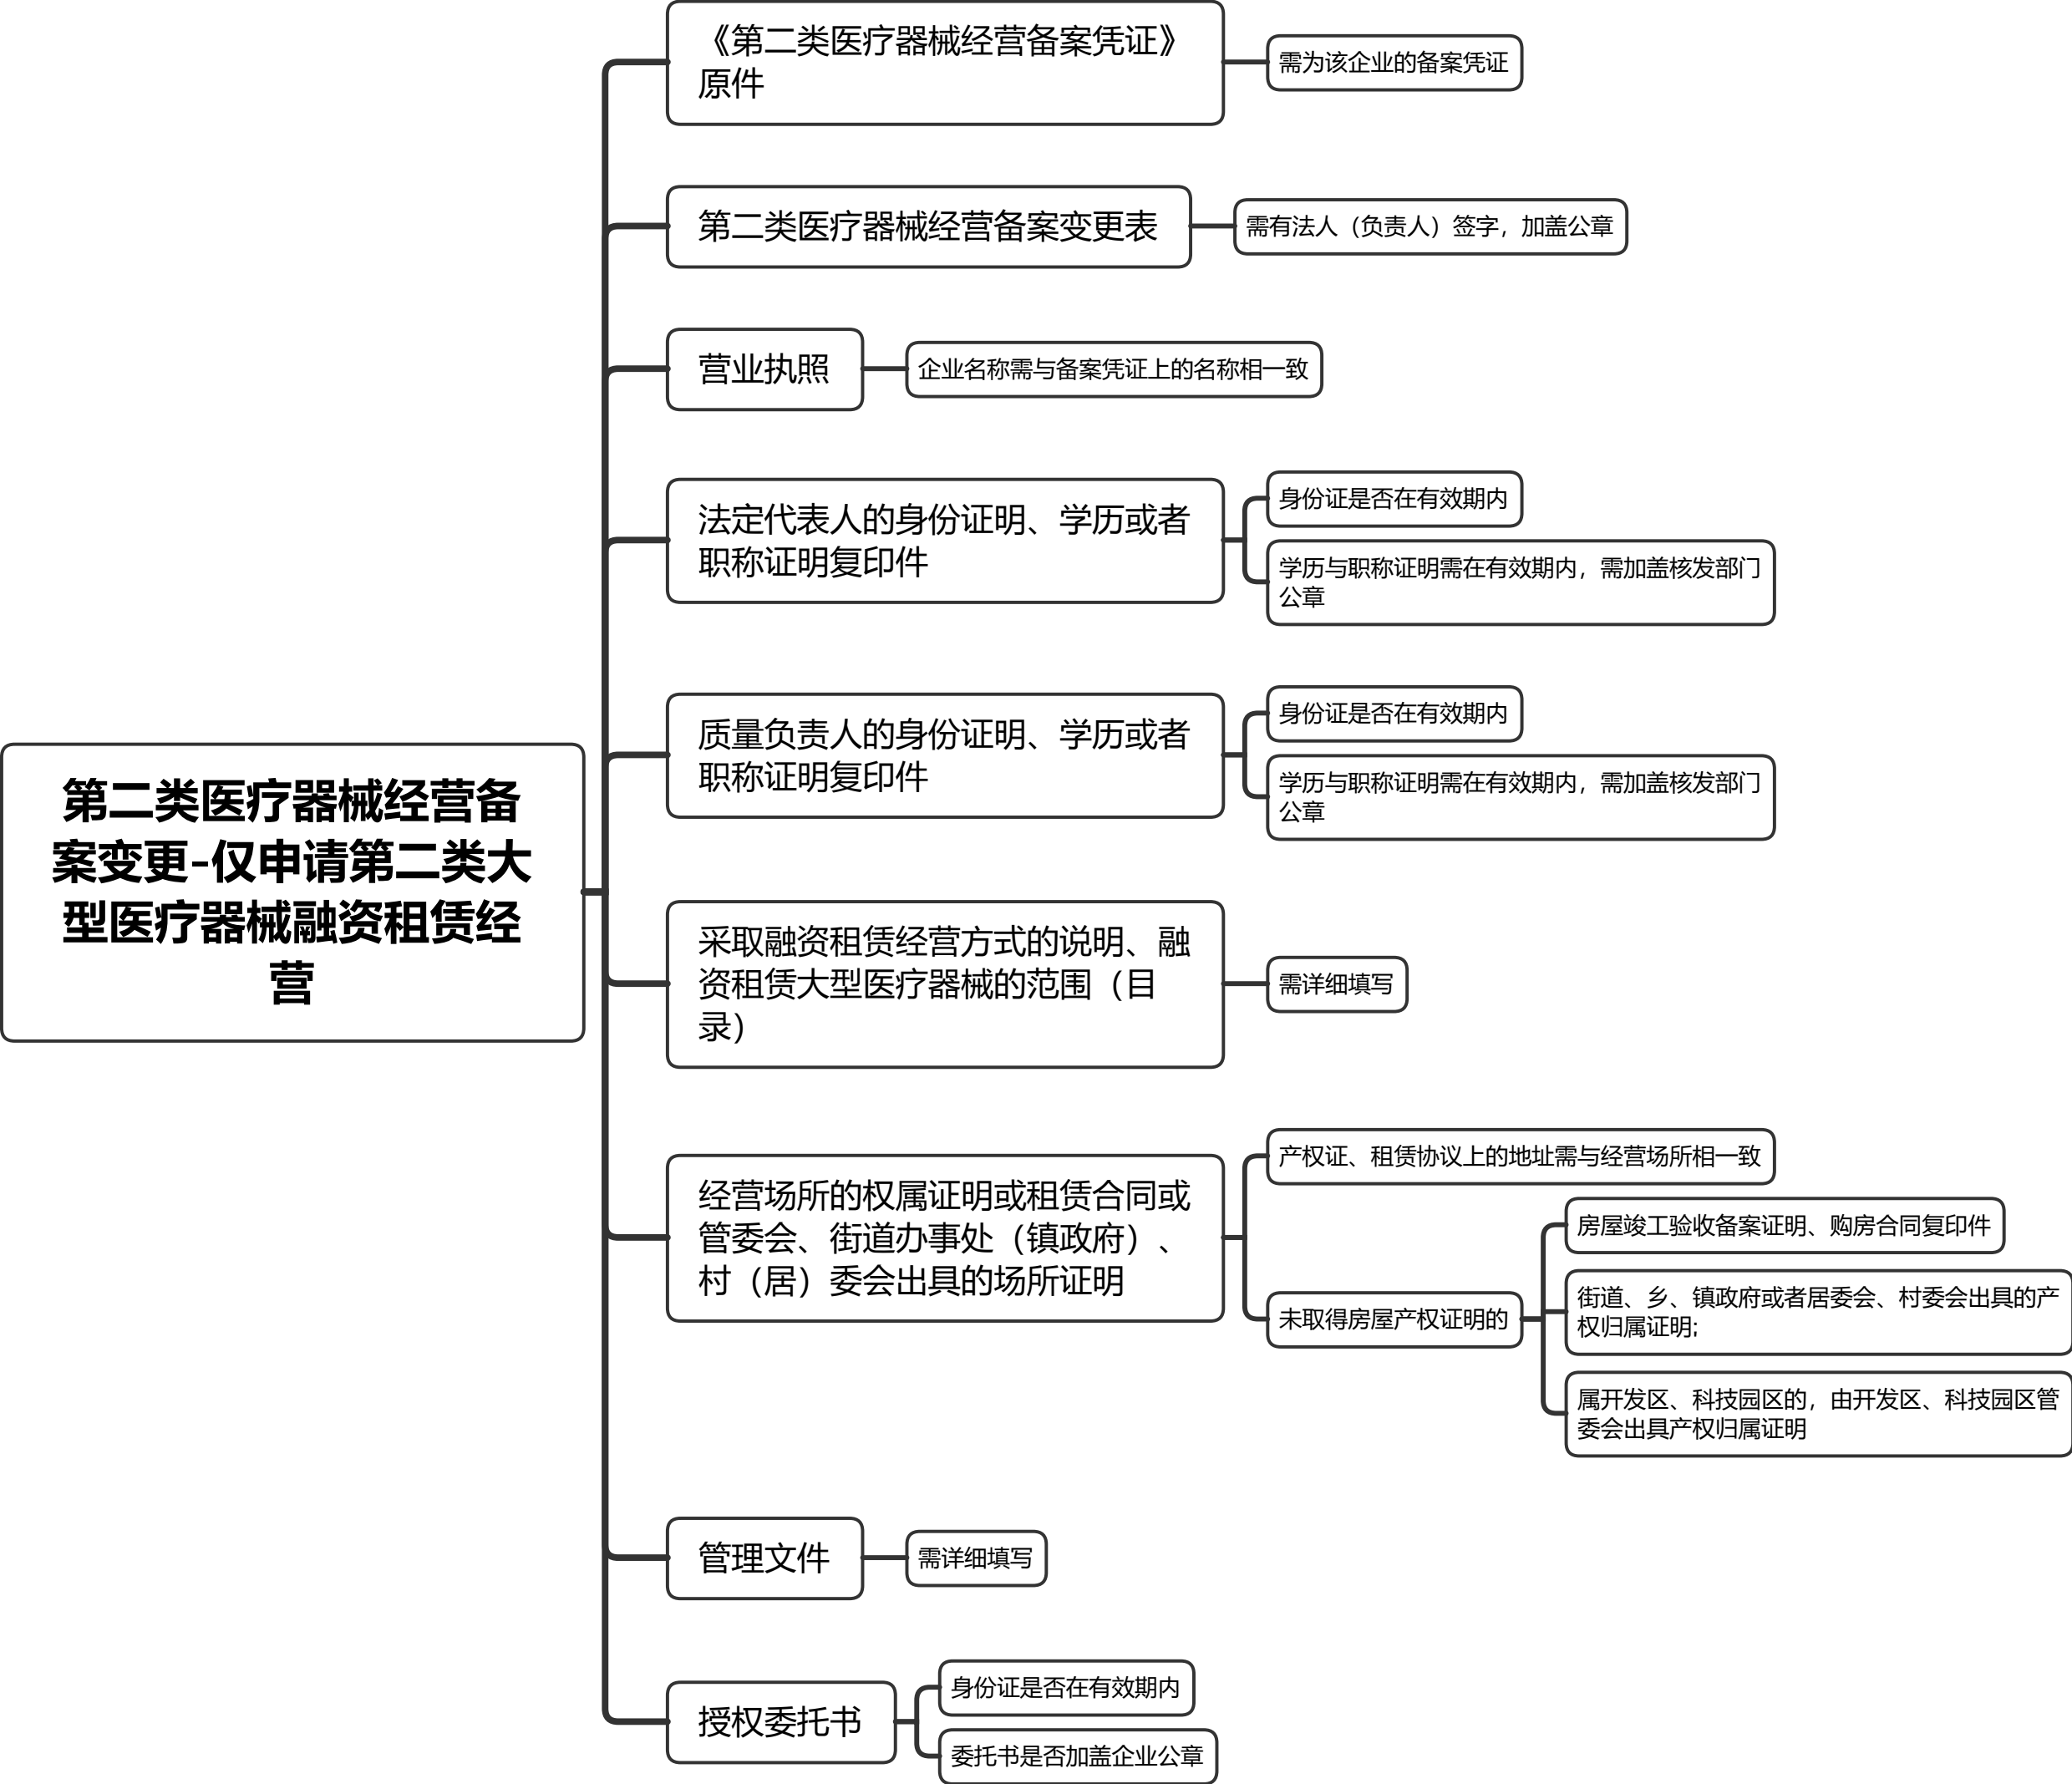 第二类医疗器械经营备
案变更-仅申请第二类大
型医疗器械融资租赁经
营
《第二类医疗器械经营备案凭证》
原件
需为该企业的备案凭证
第二类医疗器械经营备案变更表
需有法人（负责人）签字，加盖公章
营业执照
企业名称需与备案凭证上的名称相一致
法定代表人的身份证明、学历或者
职称证明复印件
身份证是否在有效期内
学历与职称证明需在有效期内，需加盖核发部门
公章
质量负责人的身份证明、学历或者
职称证明复印件
身份证是否在有效期内
学历与职称证明需在有效期内，需加盖核发部门
公章
采取融资租赁经营方式的说明、融
资租赁大型医疗器械的范围（目
录）
需详细填写
经营场所的权属证明或租赁合同或
管委会、街道办事处（镇政府）、
村（居）委会出具的场所证明
产权证、租赁协议上的地址需与经营场所相一致
未取得房屋产权证明的
房屋竣工验收备案证明、购房合同复印件
街道、乡、镇政府或者居委会、村委会出具的产
权归属证明;
属开发区、科技园区的，由开发区、科技园区管
委会出具产权归属证明
管理文件
需详细填写
授权委托书
身份证是否在有效期内
委托书是否加盖企业公章